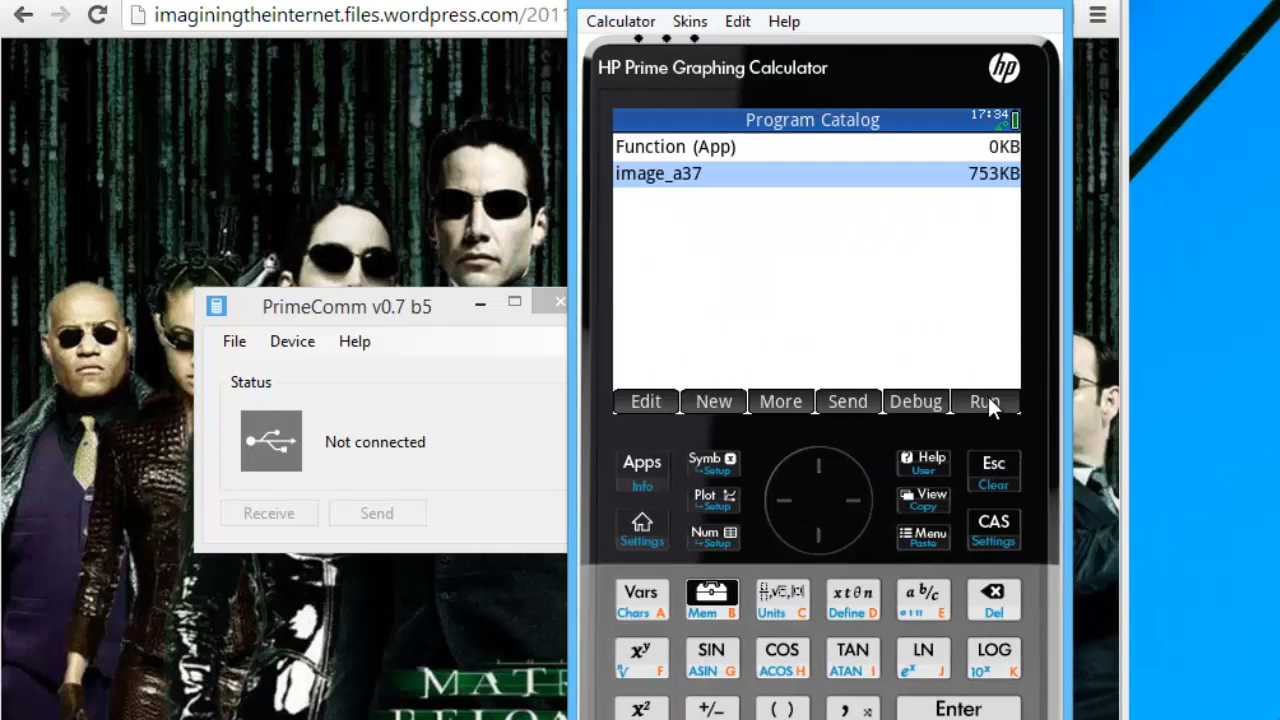 imaginingtheinternet.files.wordpress.com/201
Calculator Skins Edit Help
HP Prime Graphing Calculator
hp
Program Catalog 17:34
Function (App) 0KB
image_a37 753KB
Edit New More Send Debug Run
PrimeComm v0.7 b5
File Device Help
Status
Not connected
Receive Send
Apps Symb Help Esc
Info Setup User Clear
Plot View
Setup Copy
Num Menu CAS
Settings Setup Paste Settings
Vars x t θ n a b/c
Chars A Mem B Units C Define D E Del
xʸ SIN COS TAN LN LOG
F ASIN G ACOS H ATAN I eˣ J 10ˣ K
x² +/− ( ) , Enter
MAT
RELOA